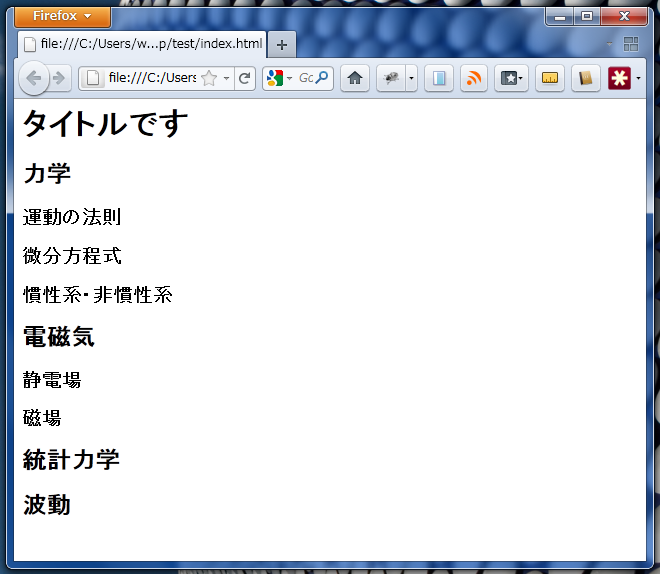 Firefox
file:///C:/Users/w...p/test/index.html
file:///C:/Users
Go
タイトルです
力学
運動の法則
微分方程式
慣性系・非慣性系
電磁気
静電場
磁場
統計力学
波動